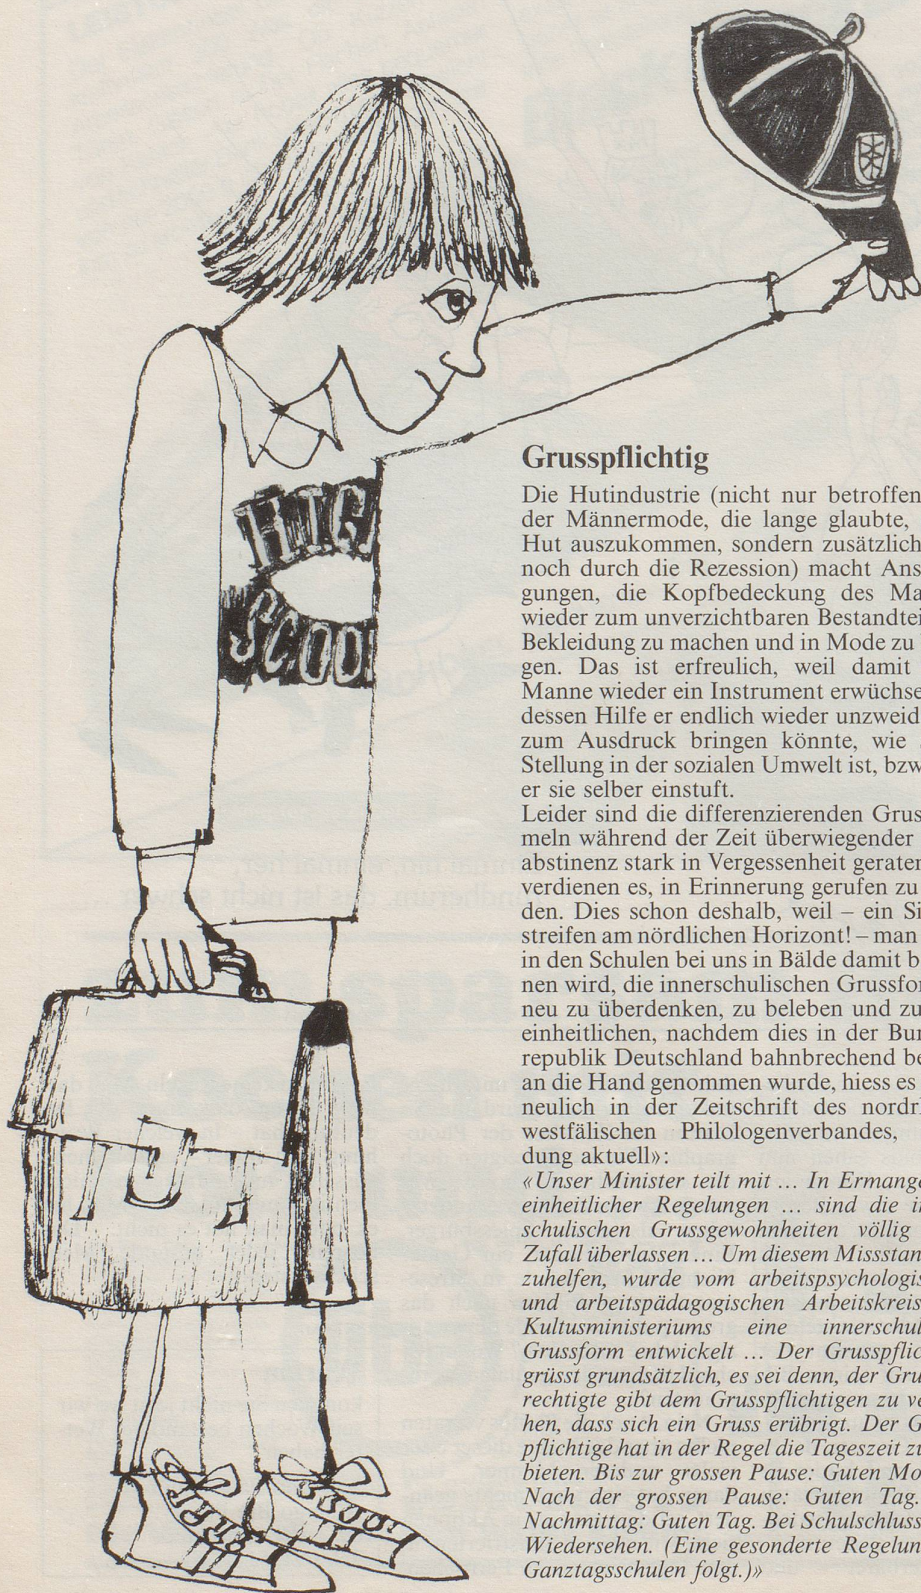 HIG
SCOO
Grusspflichtig
Die Hutindustrie (nicht nur betroffen
der Männermode, die lange glaubte,
Hut auszukommen, sondern zusätzlich
noch durch die Rezession) macht Ans
gungen, die Kopfbedeckung des Ma
wieder zum unverzichtbaren Bestandtei
Bekleidung zu machen und in Mode zu
gen. Das ist erfreulich, weil damit
Manne wieder ein Instrument erwüchse
dessen Hilfe er endlich wieder unzweid
zum Ausdruck bringen könnte, wie
Stellung in der sozialen Umwelt ist, bzw
er sie selber einstuft.
Leider sind die differenzierenden Grus
meln während der Zeit überwiegender
abstinenz stark in Vergessenheit geraten
verdienen es, in Erinnerung gerufen zu
den. Dies schon deshalb, weil – ein Si
streifen am nördlichen Horizont! – man
in den Schulen bei uns in Bälde damit b
nen wird, die innerschulischen Grussfor
neu zu überdenken, zu beleben und zu
einheitlichen, nachdem dies in der Bun
republik Deutschland bahnbrechend be
an die Hand genommen wurde, hiess es
neulich in der Zeitschrift des nordrh
westfälischen Philologenverbandes,
dung aktuell»:
«Unser Minister teilt mit ... In Ermange
einheitlicher Regelungen ... sind die in
schulischen Grussgewohnheiten völlig
Zufall überlassen ... Um diesem Missstan
zuhelfen, wurde vom arbeitspsychologis
und arbeitspädagogischen Arbeitskreis
Kultusministeriums eine innerschul
Grussform entwickelt ... Der Grusspflic
grüsst grundsätzlich, es sei denn, der Gru
rechtigte gibt dem Grusspflichtigen zu ve
hen, dass sich ein Gruss erübrigt. Der G
pflichtige hat in der Regel die Tageszeit zu
bieten. Bis zur grossen Pause: Guten Mo
Nach der grossen Pause: Guten Tag.
Nachmittag: Guten Tag. Bei Schulschluss
Wiedersehen. (Eine gesonderte Regelun
Ganztagsschulen folgt.)»